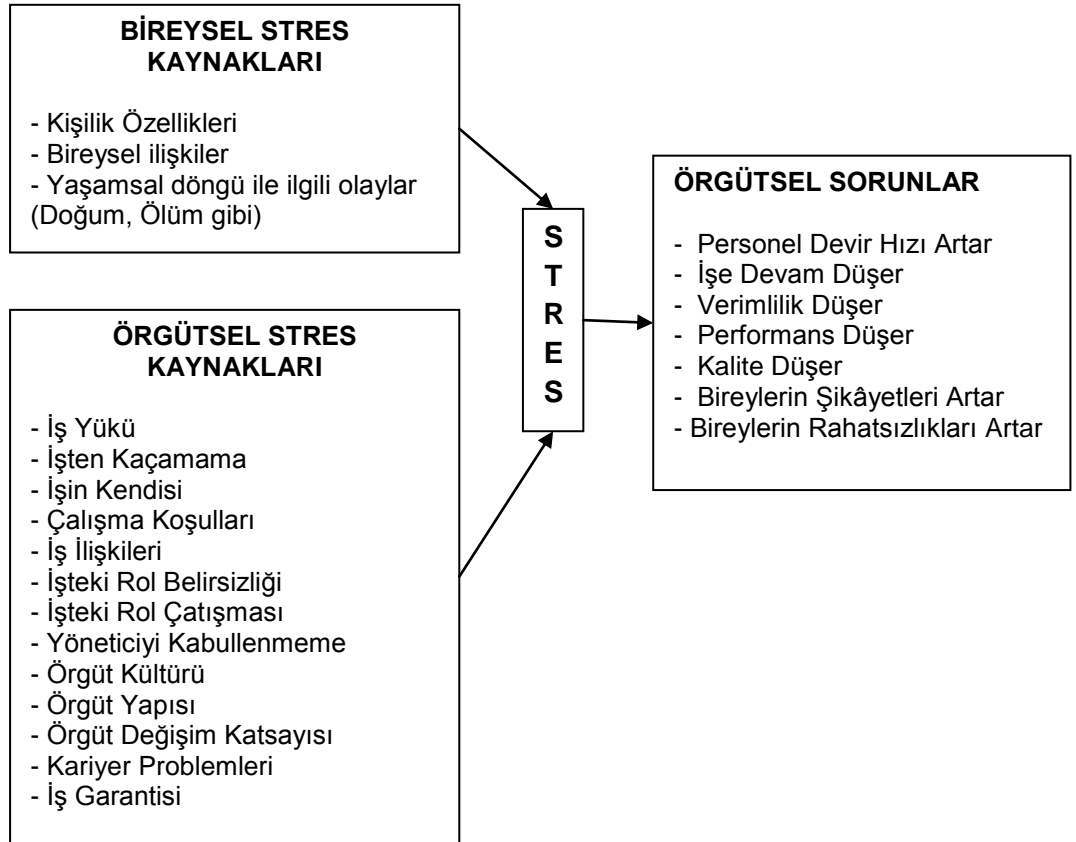 BİREYSEL STRES
KAYNAKLARI
- Kişilik Özellikleri
- Bireysel ilişkiler
- Yaşamsal döngü ile ilgili olaylar
(Doğum, Ölüm gibi)
ÖRGÜTSEL STRES
KAYNAKLARI
- İş Yükü
- İşten Kaçamama
- İşin Kendisi
- Çalışma Koşulları
- İş İlişkileri
- İşteki Rol Belirsizliği
- İşteki Rol Çatışması
- Yöneticiyi Kabullenmeme
- Örgüt Kültürü
- Örgüt Yapısı
- Örgüt Değişim Katsayısı
- Kariyer Problemleri
- İş Garantisi
S
T
R
E
S
ÖRGÜTSEL SORUNLAR
- Personel Devir Hızı Artar
- İşe Devam Düşer
- Verimlilik Düşer
- Performans Düşer
- Kalite Düşer
- Bireylerin Şikâyetleri Artar
- Bireylerin Rahatsızlıkları Artar